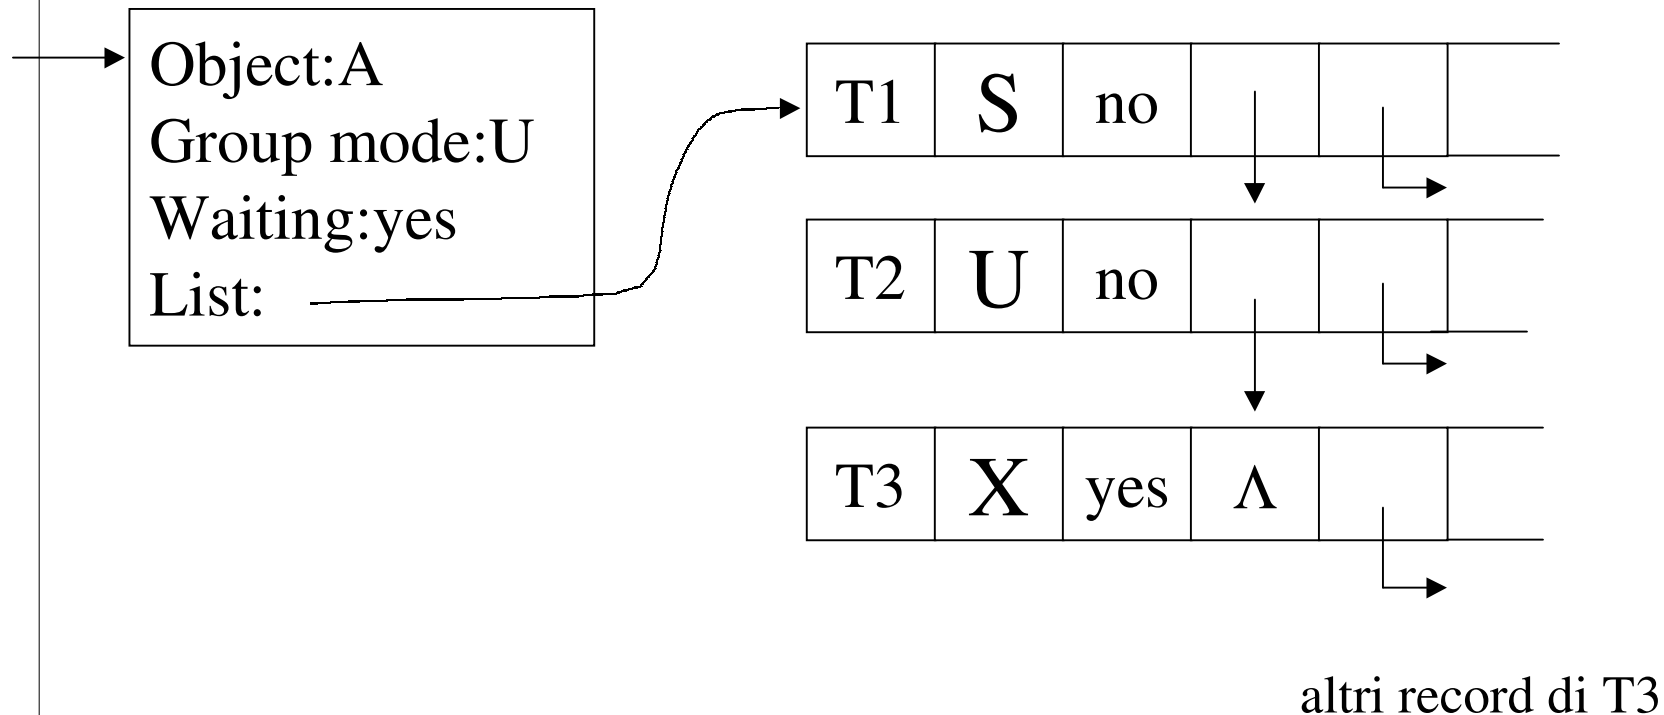 Object:A
Group mode:U
Waiting:yes
List:
T1 S no
T2 U no
T3 X yes Λ
altri record di T3